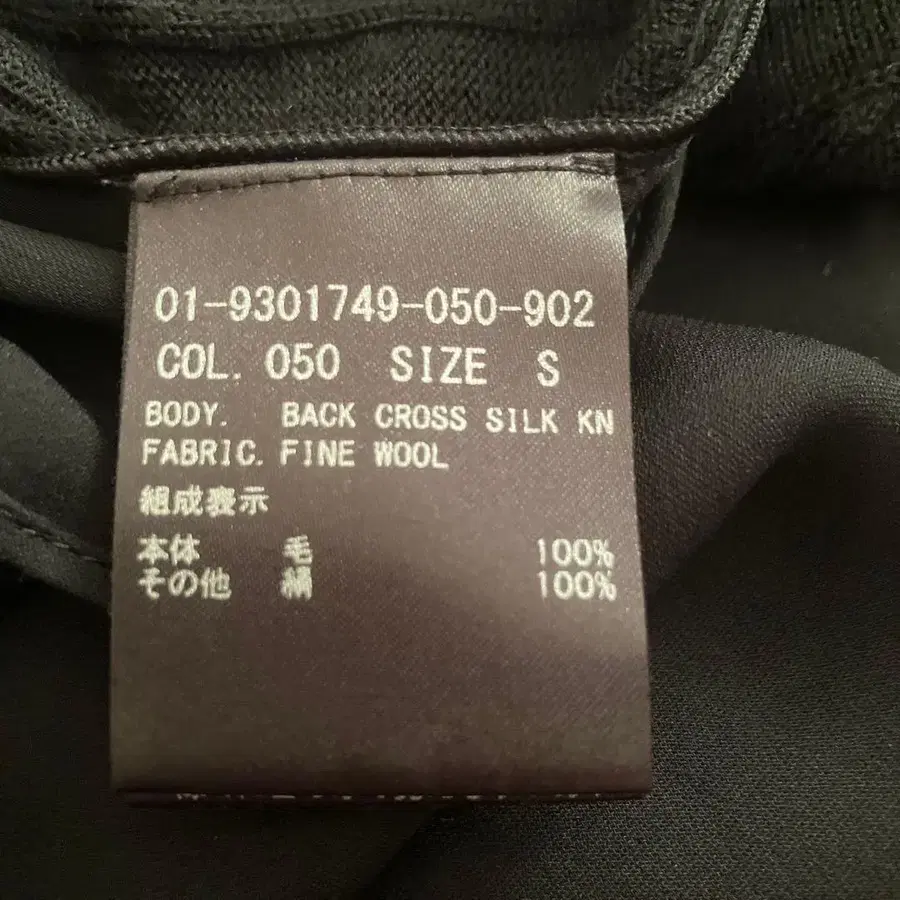 01-9301749-050-902
COL. 050 SIZE S
BODY. BACK CROSS SILK KN
FABRIC. FINE WOOL
組成表示
本体 毛 100%
その他 絹 100%